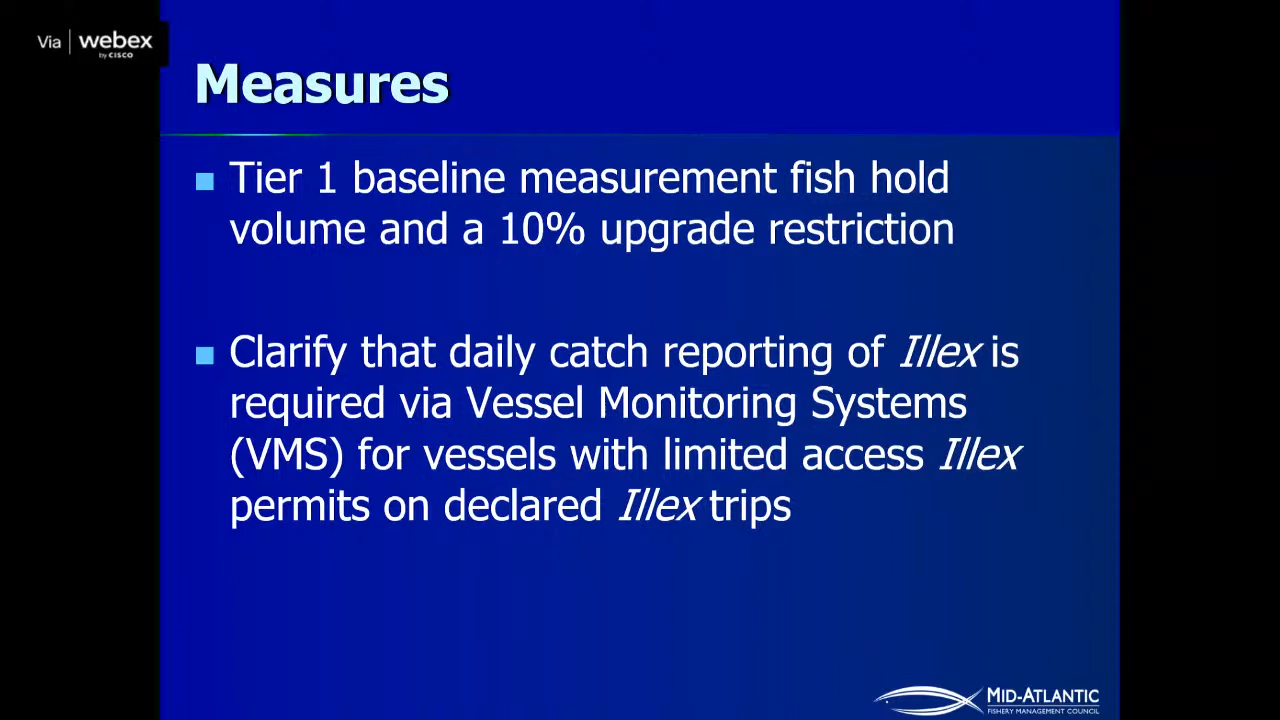 Via | webex
by CISCO
Measures
Tier 1 baseline measurement fish hold
volume and a 10% upgrade restriction
Clarify that daily catch reporting of Illex is
required via Vessel Monitoring Systems
(VMS) for vessels with limited access Illex
permits on declared Illex trips
MID-ATLANTIC
FISHERY MANAGEMENT COUNCIL